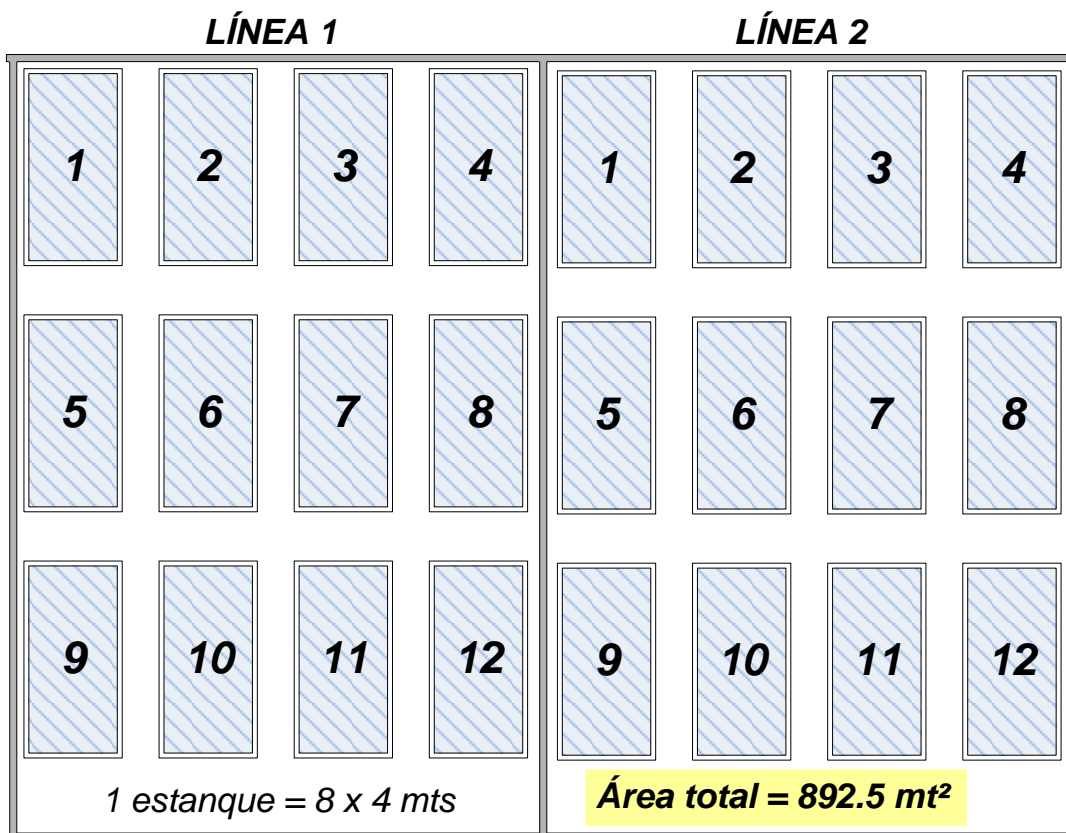 LÍNEA 1 LÍNEA 2
1 2 3 4 1 2 3 4
5 6 7 8 5 6 7 8
9 10 11 12 9 10 11 12
1 estanque = 8 x 4 mts Área total = 892.5 mt²